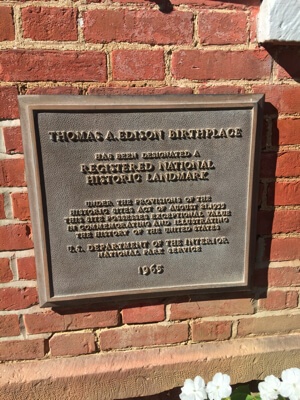 THOMAS A. EDISON BIRTHPLACE
HAS BEEN DESIGNATED A
REGISTERED NATIONAL
HISTORIC LANDMARK
UNDER THE PROVISIONS OF THE
HISTORIC SITES ACT OF AUGUST 21, 1935
THIS SITE POSSESSES EXCEPTIONAL VALUE
IN COMMEMORATING AND ILLUSTRATING
THE HISTORY OF THE UNITED STATES
U.S. DEPARTMENT OF THE INTERIOR
NATIONAL PARK SERVICE
1965